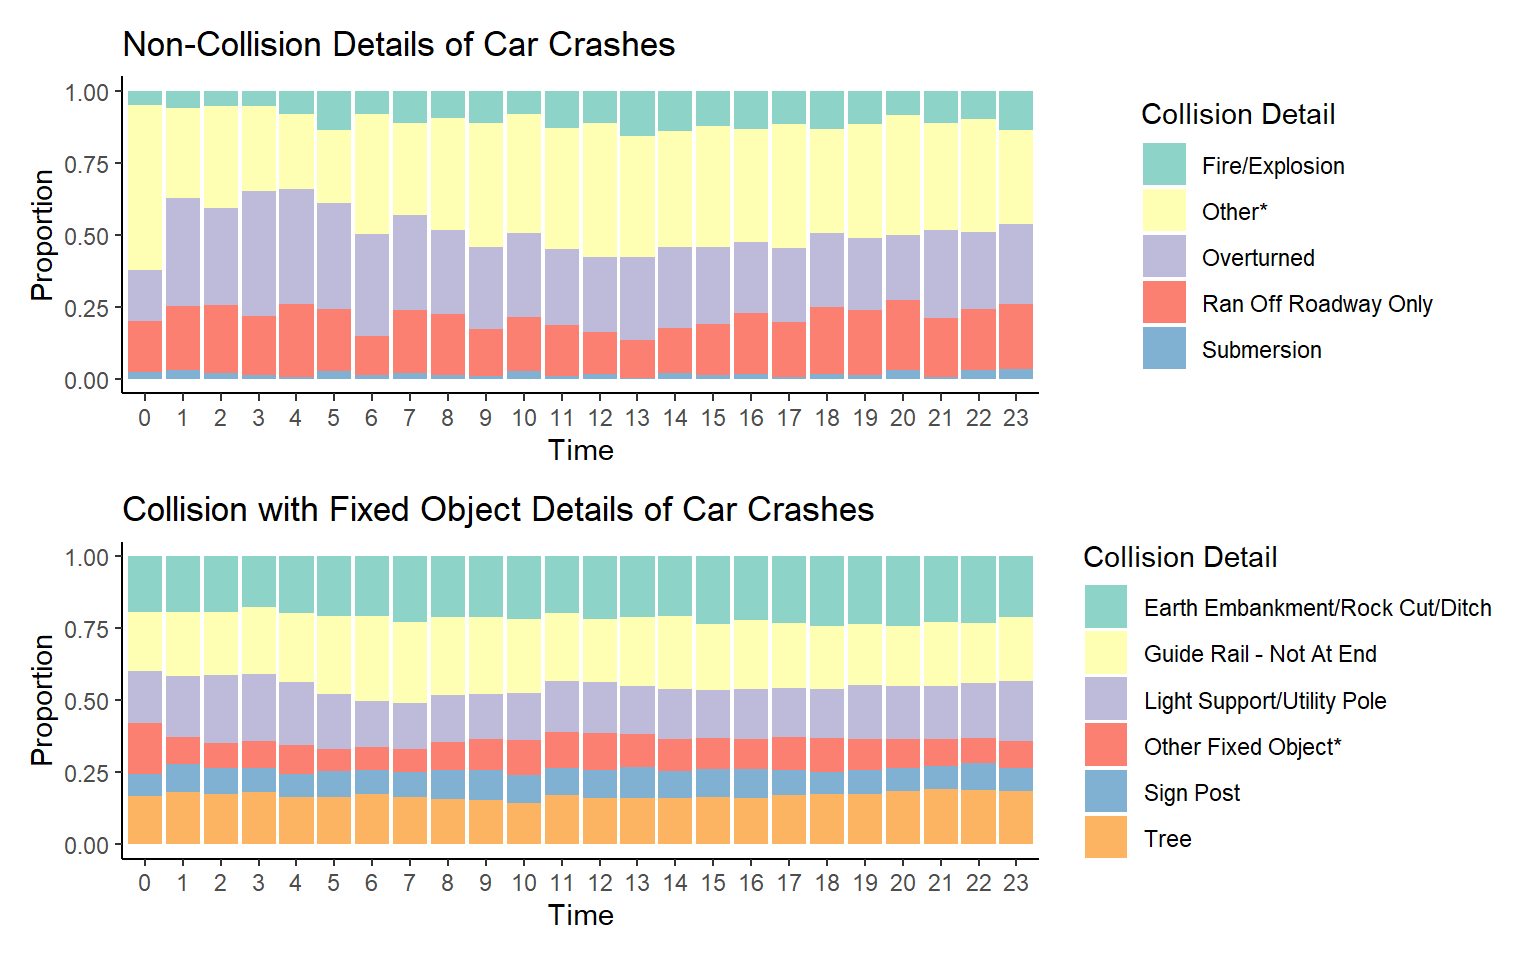 Non-Collision Details of Car Crashes
1.00
0.75
0.50
0.25
0.00
Proportion
0 1 2 3 4 5 6 7 8 9 10 11 12 13 14 15 16 17 18 19 20 21 22 23
Time
Collision Detail
Fire/Explosion
Other*
Overturned
Ran Off Roadway Only
Submersion
Collision with Fixed Object Details of Car Crashes
1.00
0.75
0.50
0.25
0.00
Proportion
0 1 2 3 4 5 6 7 8 9 10 11 12 13 14 15 16 17 18 19 20 21 22 23
Time
Collision Detail
Earth Embankment/Rock Cut/Ditch
Guide Rail - Not At End
Light Support/Utility Pole
Other Fixed Object*
Sign Post
Tree